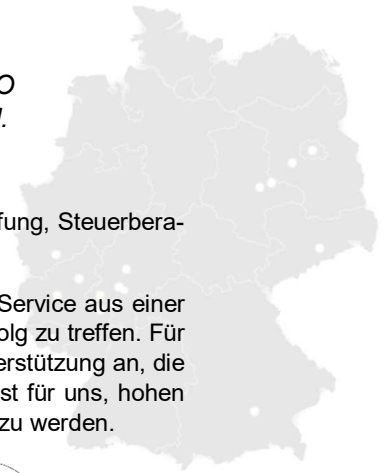 O
l.
fung, Steuerbera-
Service aus einer
olg zu treffen. Für
erstützung an, die
st für uns, hohen
zu werden.